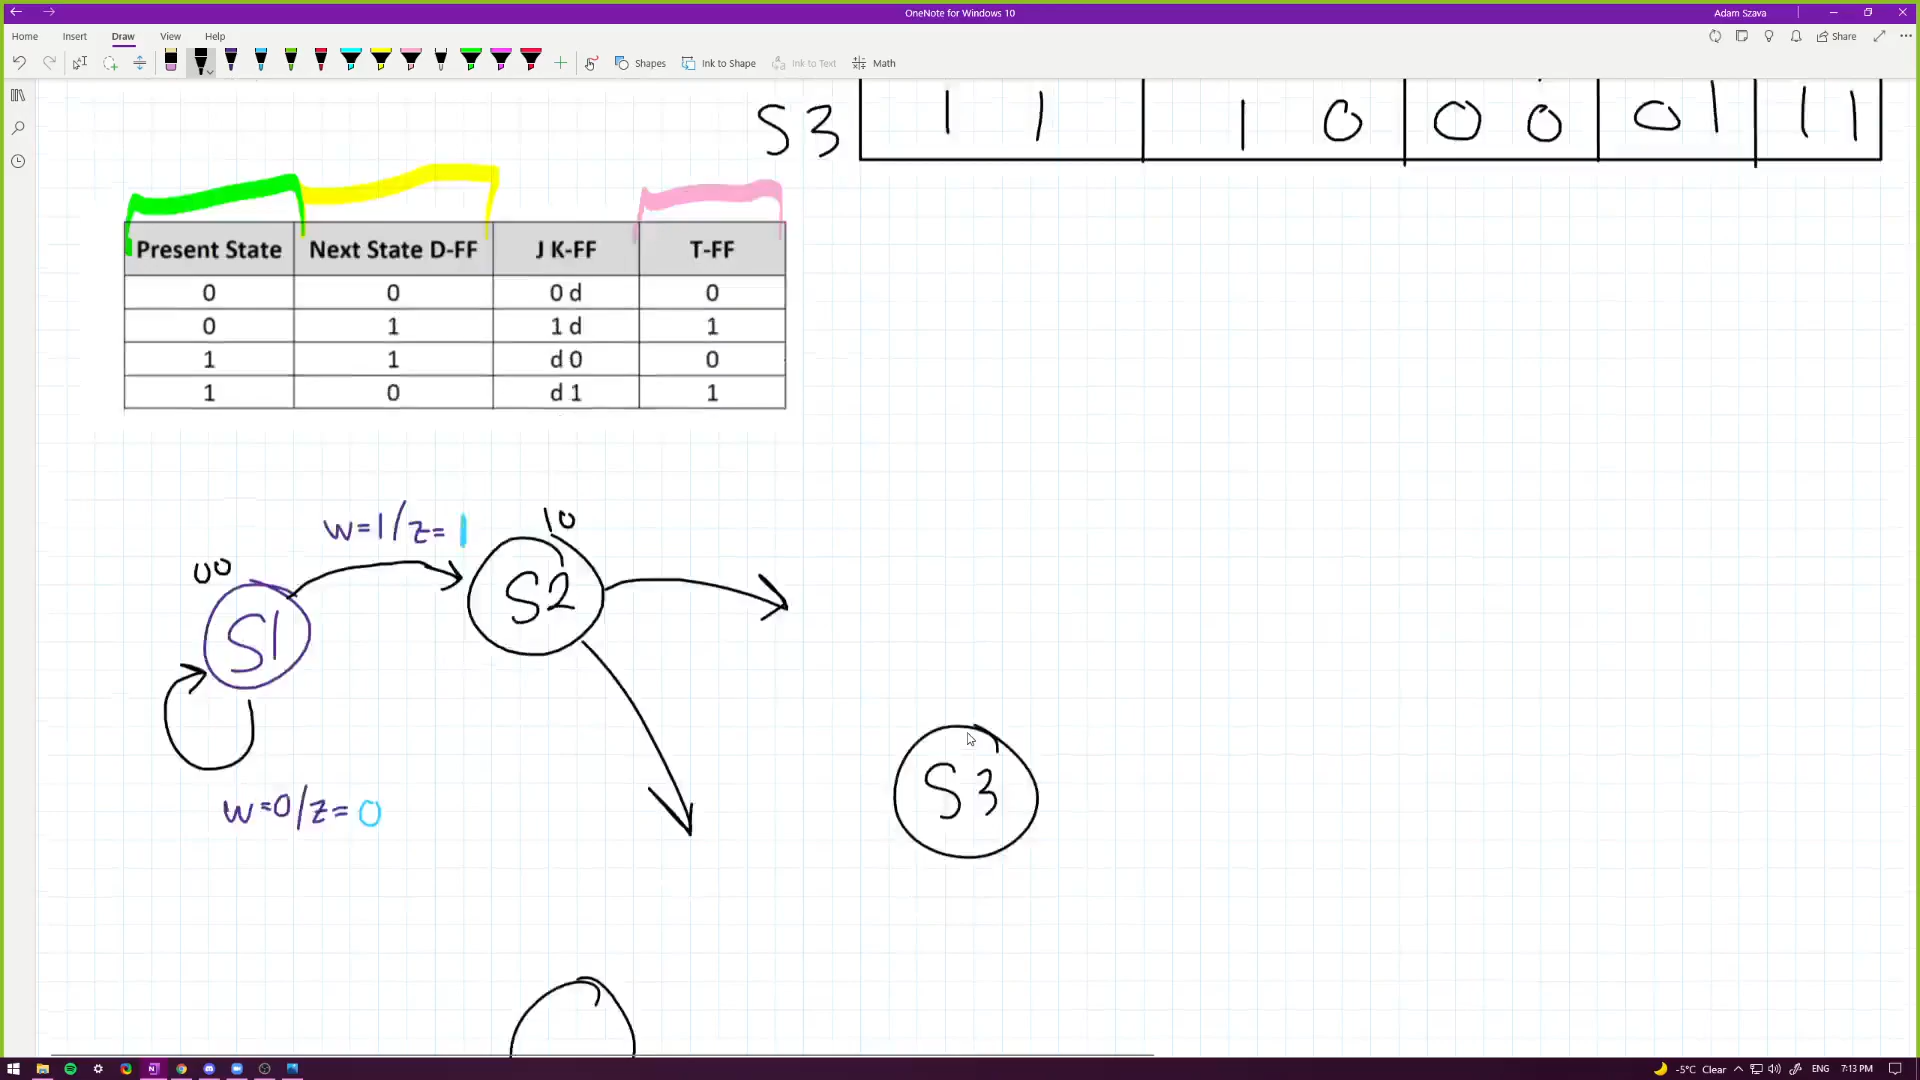 OneNote for Windows 10
Adam Szava
Home Insert Draw View Help
Share
Shapes Ink to Shape Ink to Text Math
S3 1 1 1 0 0 0 0 1 1 1
Present State Next State D-FF J K-FF T-FF
0 0 0 d 0
0 1 1 d 1
1 1 d 0 0
1 0 d 1 1
w=1/z=1
10
00
S2
S1
S3
w=0/z=0
-5°C Clear ENG 7:13 PM